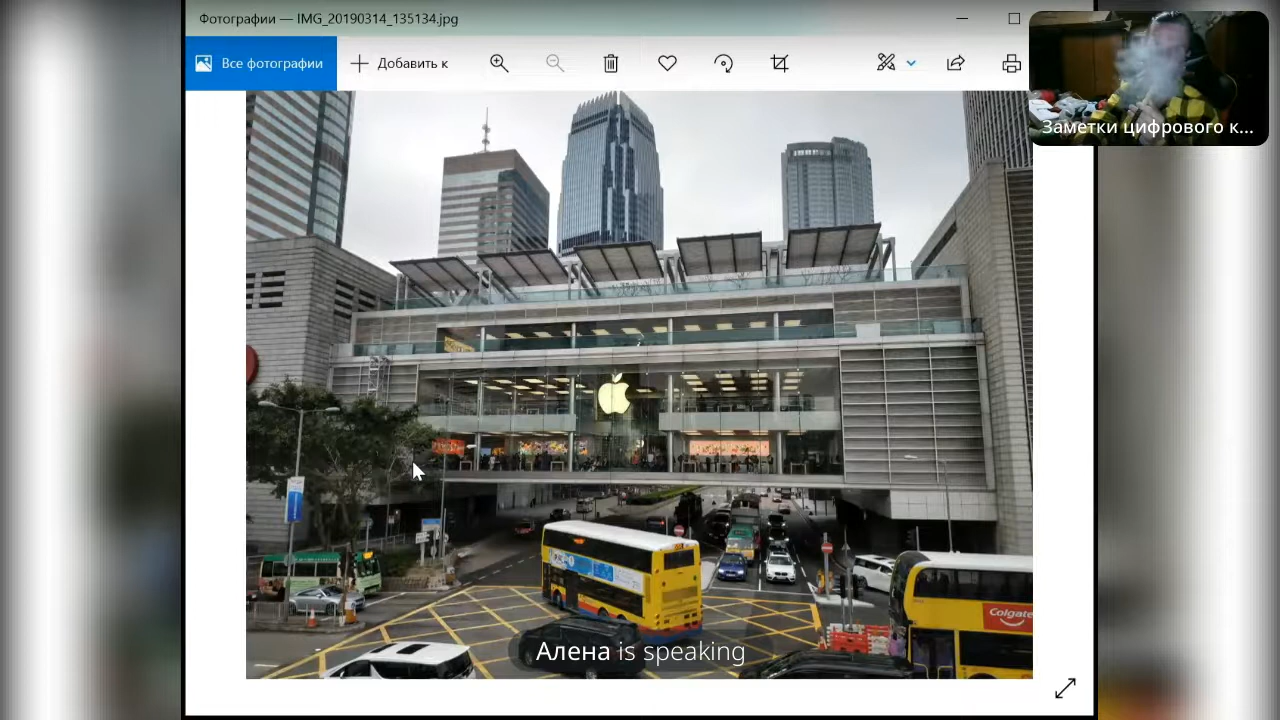 Фотографии — IMG_20190314_135134.jpg
Все фотографии
Добавить к
Заметки цифрового к...
Colgate
Алена is speaking